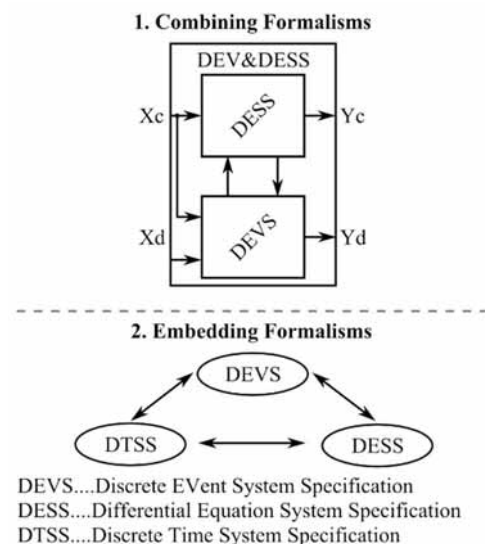 1. Combining Formalisms
DEV&DESS
Xc
DESS
Yc
Xd
DEVS
Yd
2. Embedding Formalisms
DEVS
DTSS
DESS
DEVS....Discrete EVent System Specification
DESS....Differential Equation System Specification
DTSS....Discrete Time System Specification